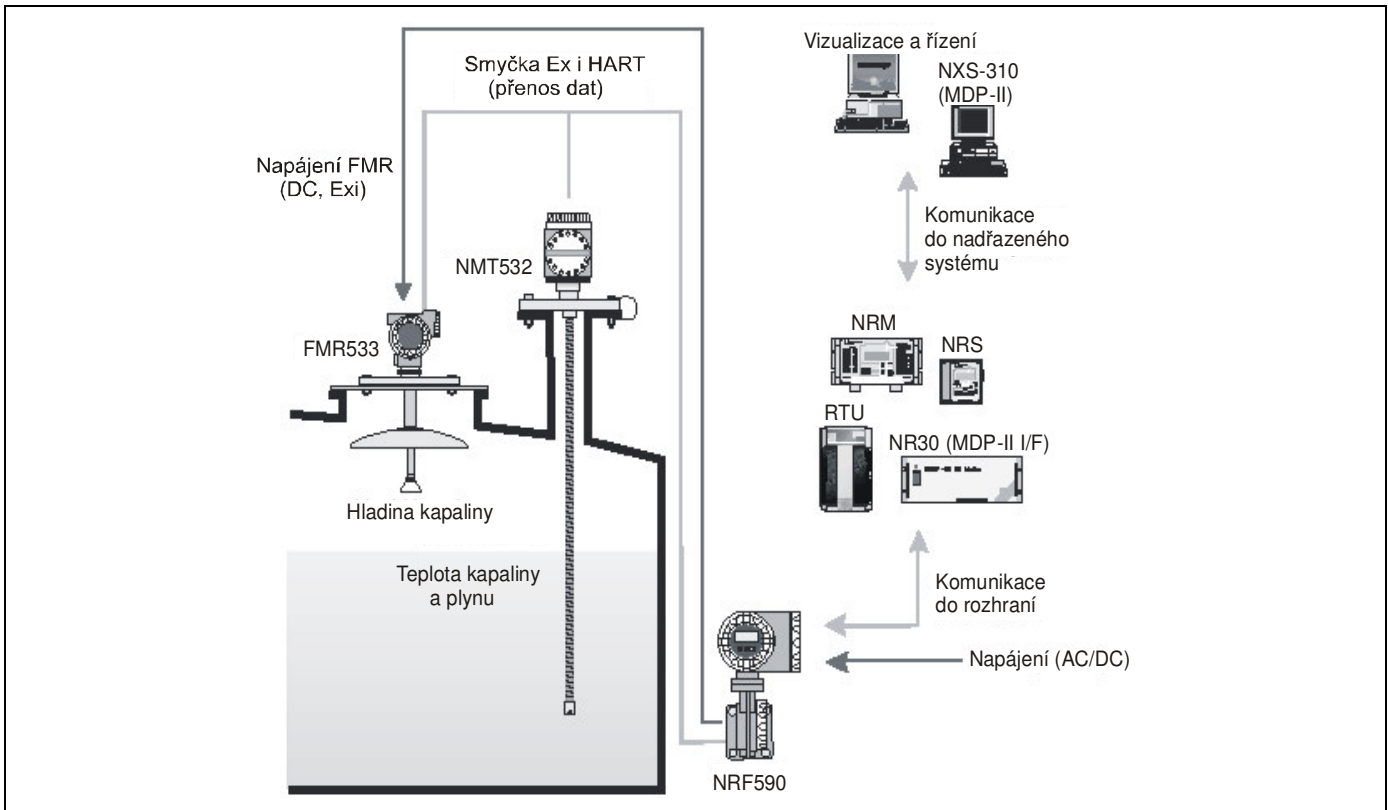 Vizualizace a řízení
NXS-310
(MDP-II)
Smyčka Ex i HART
(přenos dat)
Napájení FMR
(DC, Exi)
Komunikace
do nadřazeného
systému
NMT532
FMR533
NRM
NRS
RTU
NR30 (MDP-II I/F)
Hladina kapaliny
Teplota kapaliny
a plynu
Komunikace
do rozhraní
Napájení (AC/DC)
NRF590